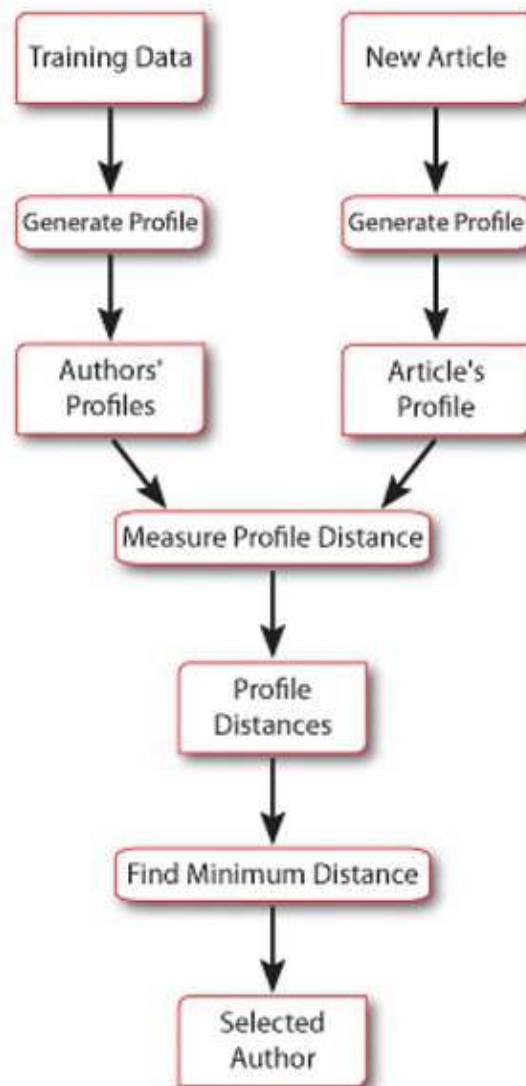 Training Data
New Article
Generate Profile
Generate Profile
Authors'
Profiles
Article's
Profile
Measure Profile Distance
Profile
Distances
Find Minimum Distance
Selected
Author